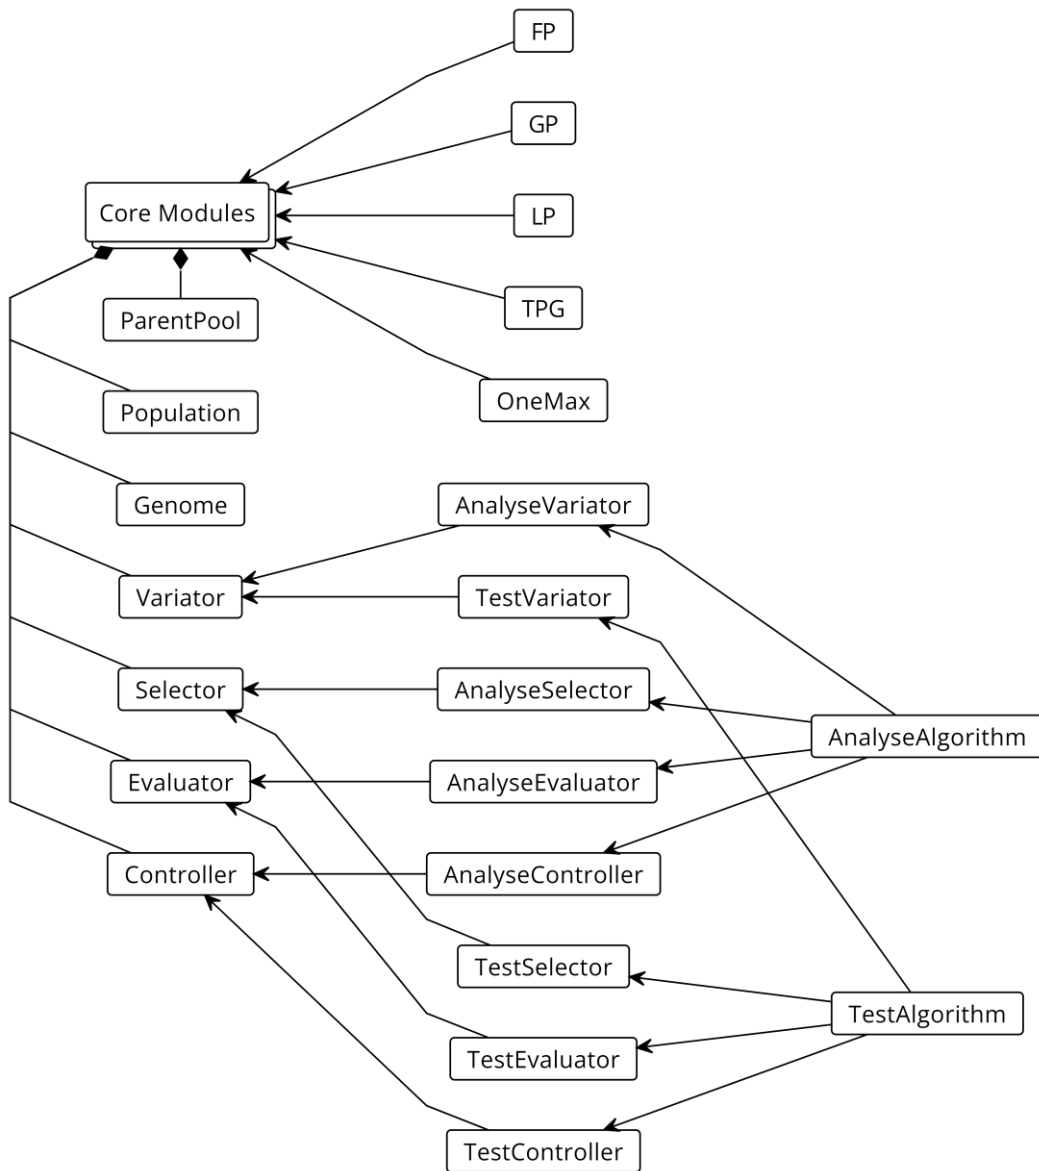 FP
GP
Core Modules
LP
TPG
ParentPool
OneMax
Population
Genome
AnalyseVariator
Variator
TestVariator
Selector
AnalyseSelector
AnalyseAlgorithm
Evaluator
AnalyseEvaluator
Controller
AnalyseController
TestSelector
TestAlgorithm
TestEvaluator
TestController